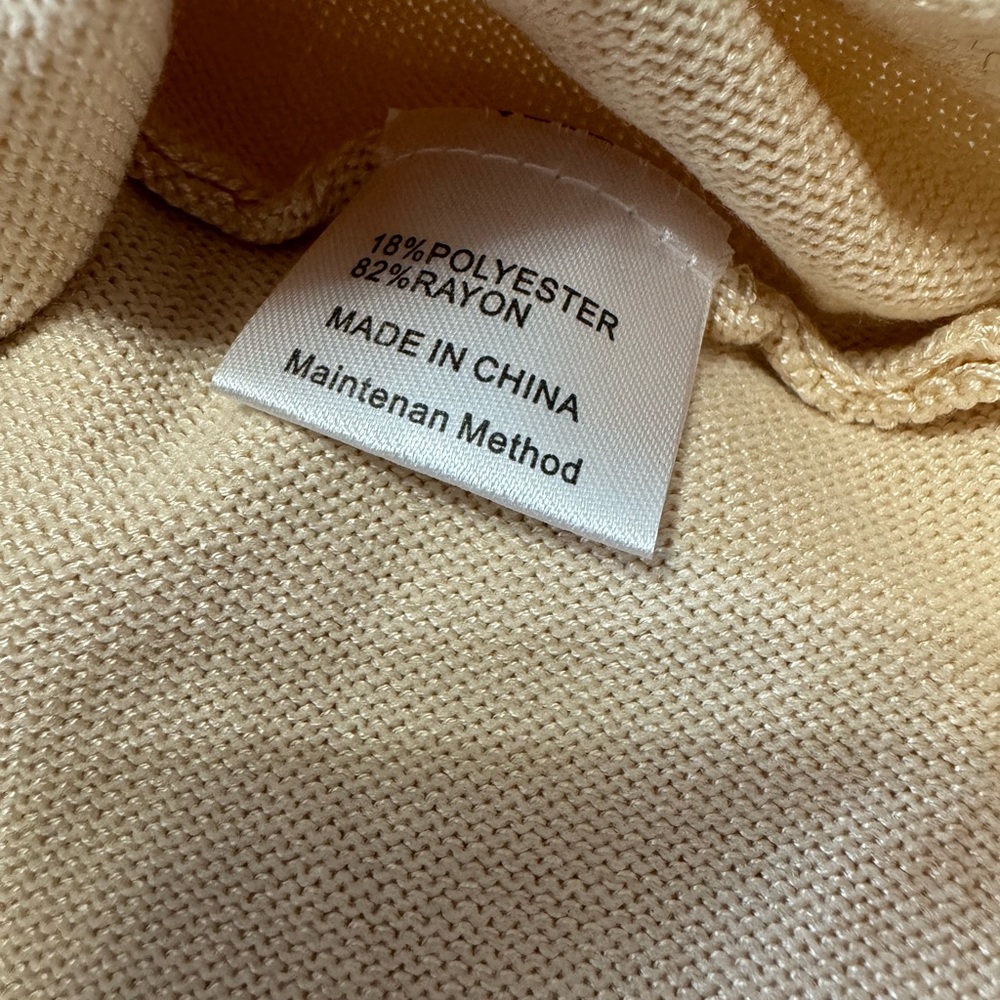 18%POLYESTER
82%RAYON
MADE IN CHINA
Maintenan Method